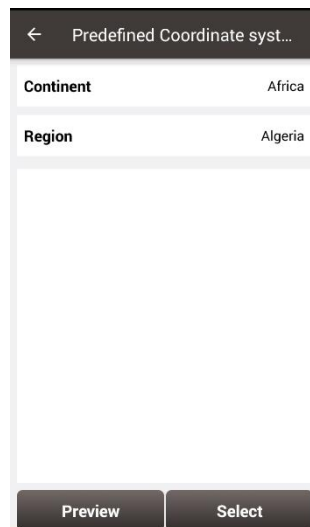 ← Predefined Coordinate syst...
Continent Africa
Region Algeria
Preview Select